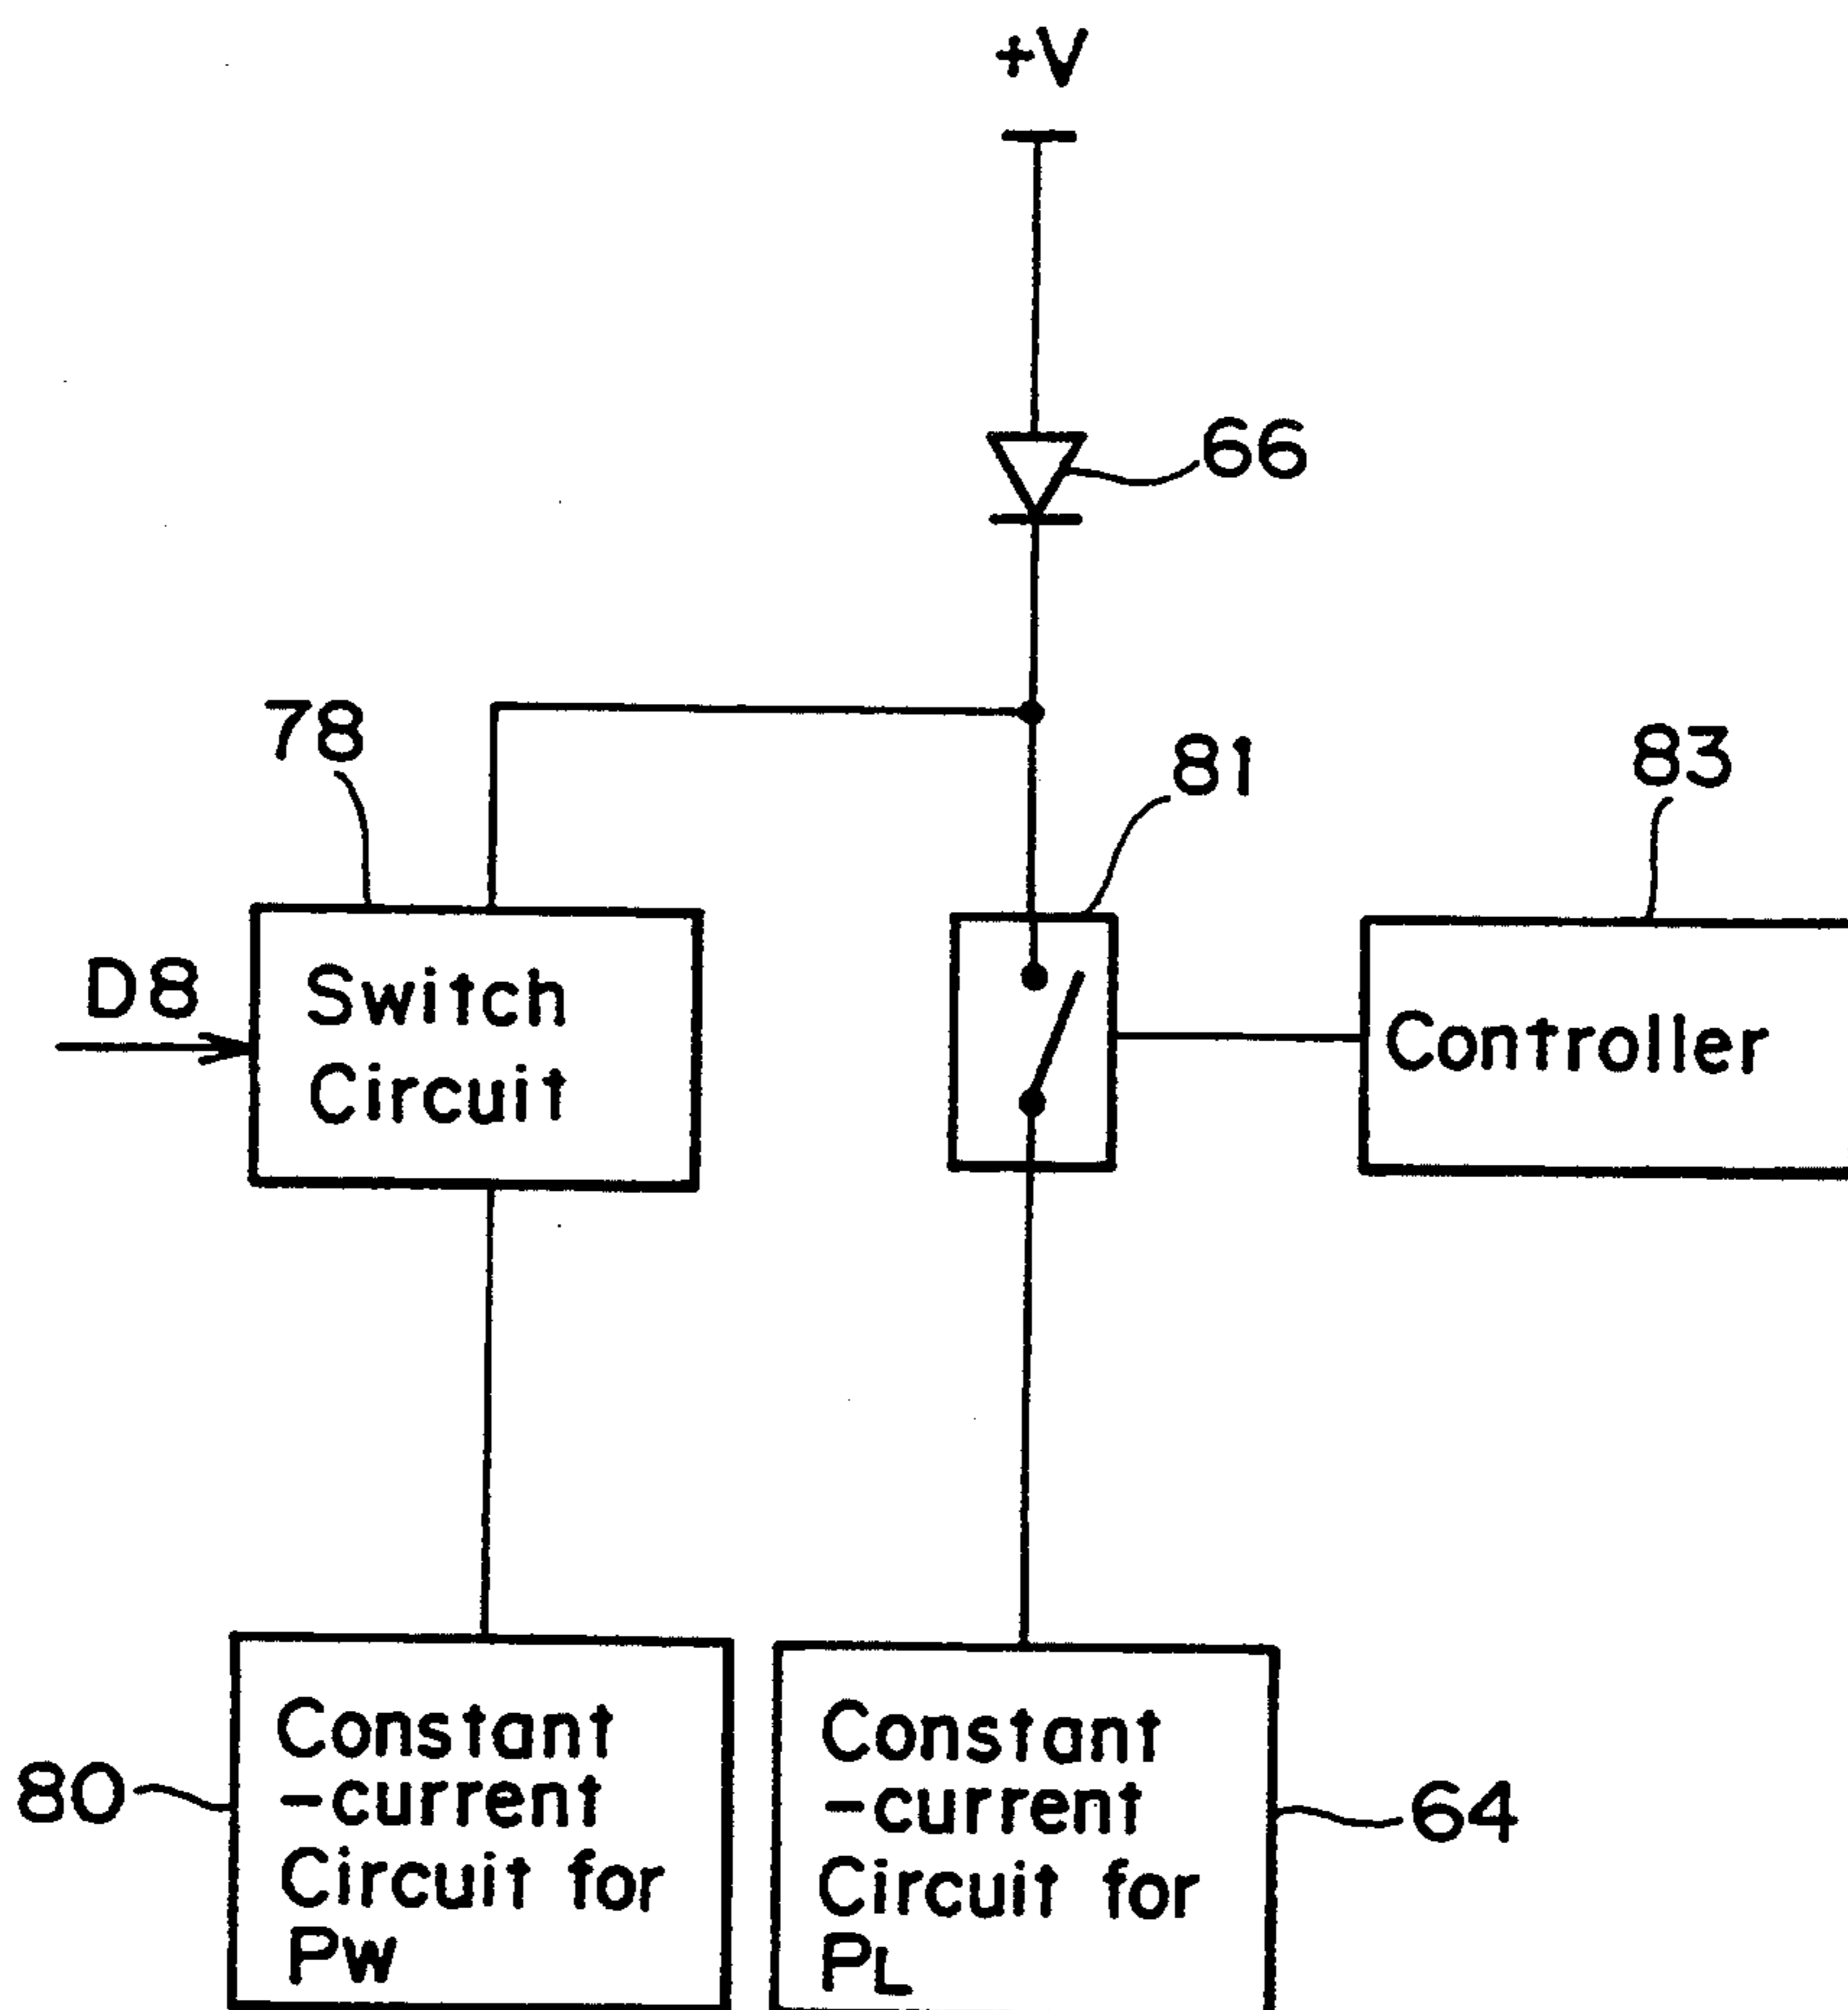 +V
66
78
81
83
D8
Switch
Circuit
Controller
80
Constant
-current
Circuit for
PW
Constant
-current
Circuit for
PL
64